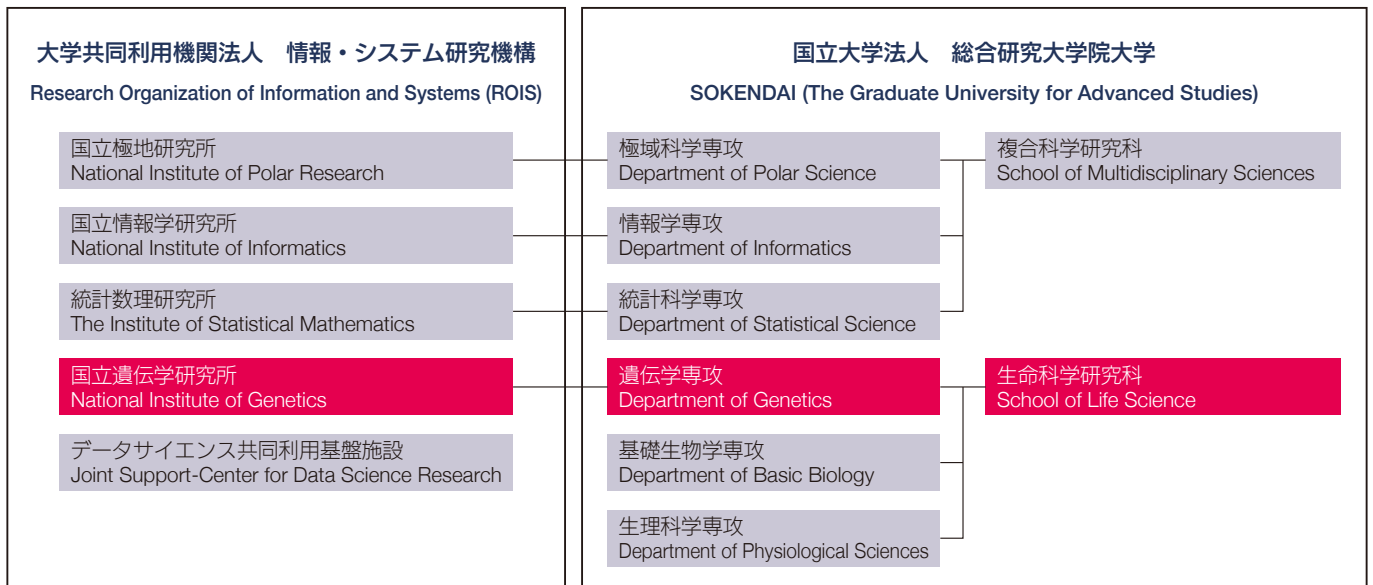 大学共同利用機関法人　情報・システム研究機構
Research Organization of Information and Systems (ROIS)
国立極地研究所
National Institute of Polar Research
国立情報学研究所
National Institute of Informatics
統計数理研究所
The Institute of Statistical Mathematics
国立遺伝学研究所
National Institute of Genetics
データサイエンス共同利用基盤施設
Joint Support-Center for Data Science Research
国立大学法人　総合研究大学院大学
SOKENDAI (The Graduate University for Advanced Studies)
極域科学専攻
Department of Polar Science
情報学専攻
Department of Informatics
統計科学専攻
Department of Statistical Science
遺伝学専攻
Department of Genetics
基礎生物学専攻
Department of Basic Biology
生理科学専攻
Department of Physiological Sciences
複合科学研究科
School of Multidisciplinary Sciences
生命科学研究科
School of Life Science